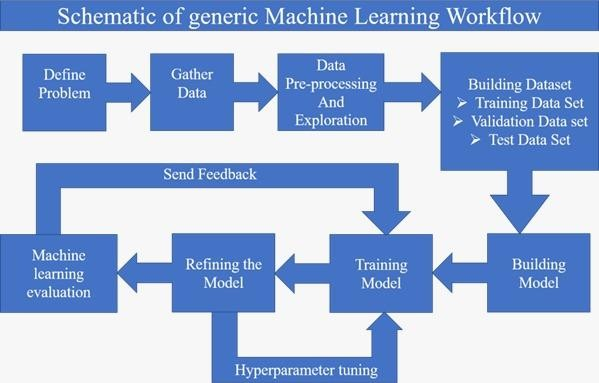 Schematic of generic Machine Learning Workflow
Define
Problem
Gather
Data
Data
Pre-processing
And
Exploration
Building Dataset
➢ Training Data Set
➢ Validation Data set
➢ Test Data Set
Send Feedback
Machine
learning
evaluation
Refining the
Model
Training
Model
Building
Model
Hyperparameter tuning